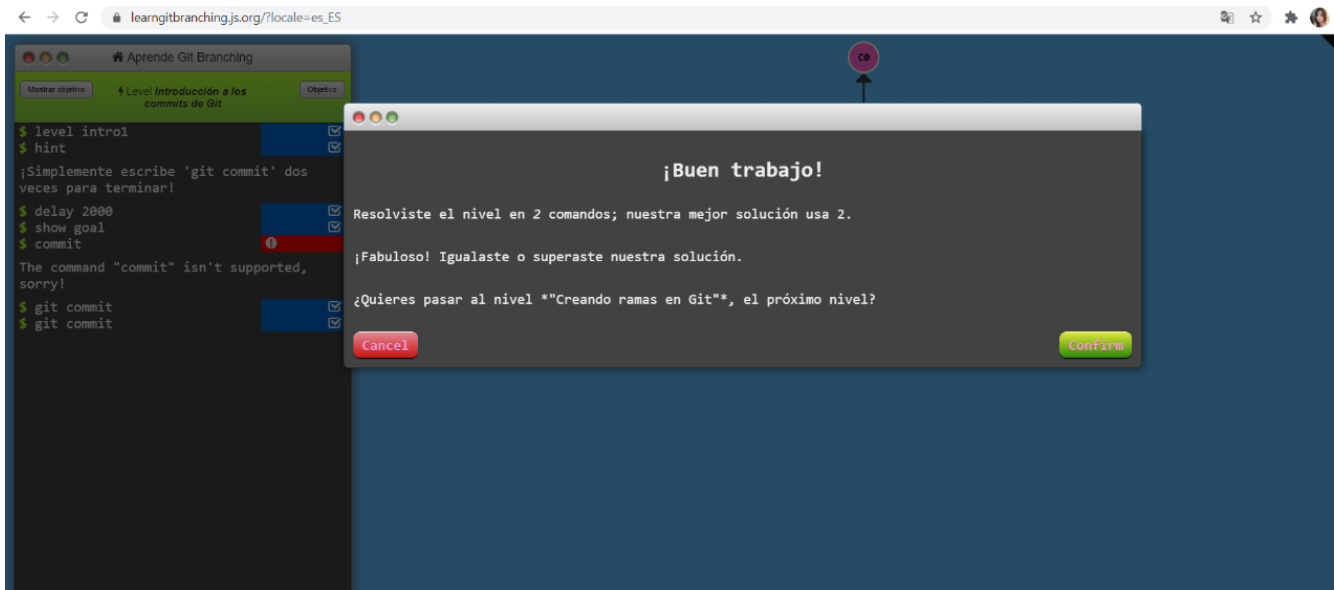 learngitbranching.js.org/?locale=es_ES
Aprende Git Branching
Mostrar objetivo
Level Introducción a los
commits de Git
Objetivo
$ level intro1
$ hint
¡Simplemente escribe 'git commit' dos
veces para terminar!
$ delay 2000
$ show goal
$ commit
The command "commit" isn't supported,
sorry!
$ git commit
$ git commit
c0
¡Buen trabajo!
Resolviste el nivel en 2 comandos; nuestra mejor solución usa 2.
¡Fabuloso! Igualaste o superaste nuestra solución.
¿Quieres pasar al nivel *"Creando ramas en Git"*, el próximo nivel?
Cancel
Confirm